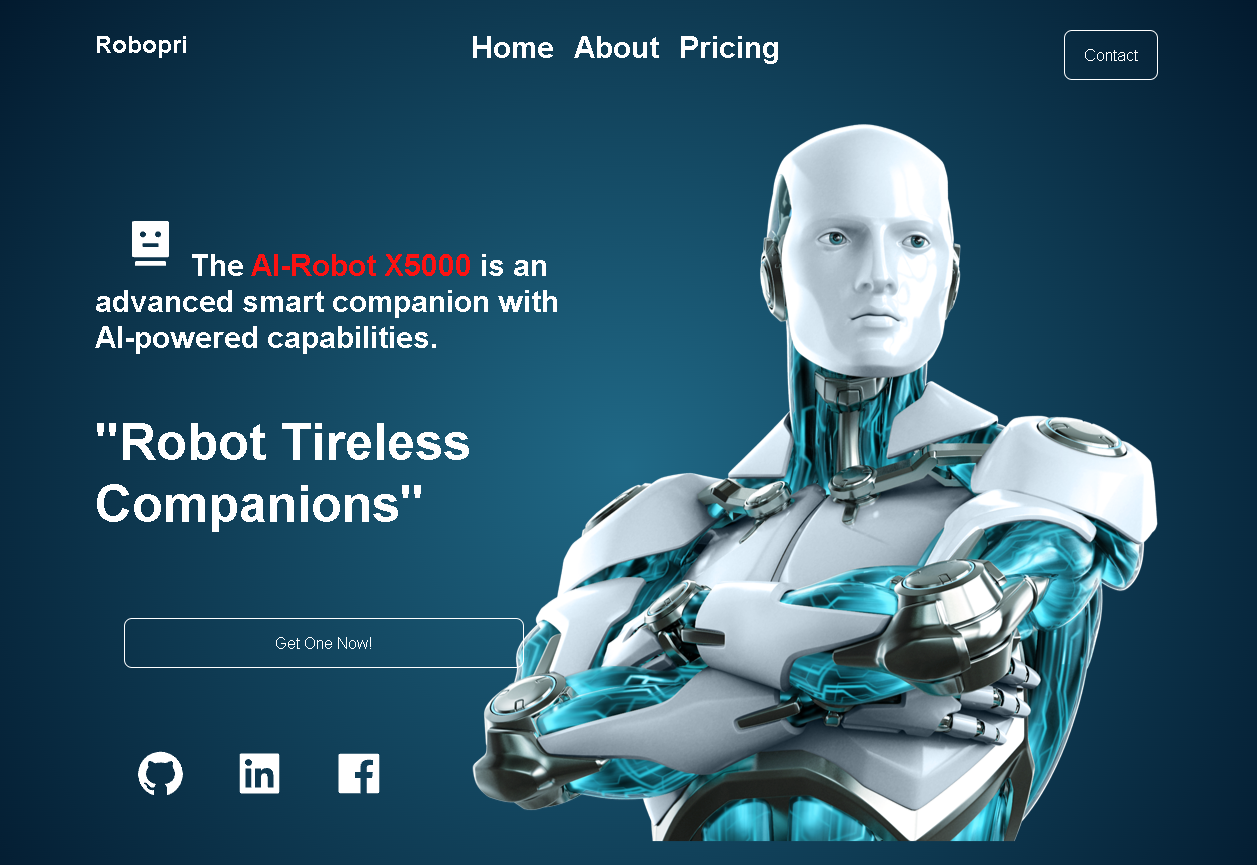 Robopri
Home About Pricing
Contact
The AI-Robot X5000 is an
advanced smart companion with
AI-powered capabilities.
"Robot Tireless
Companions"
Get One Now!
in